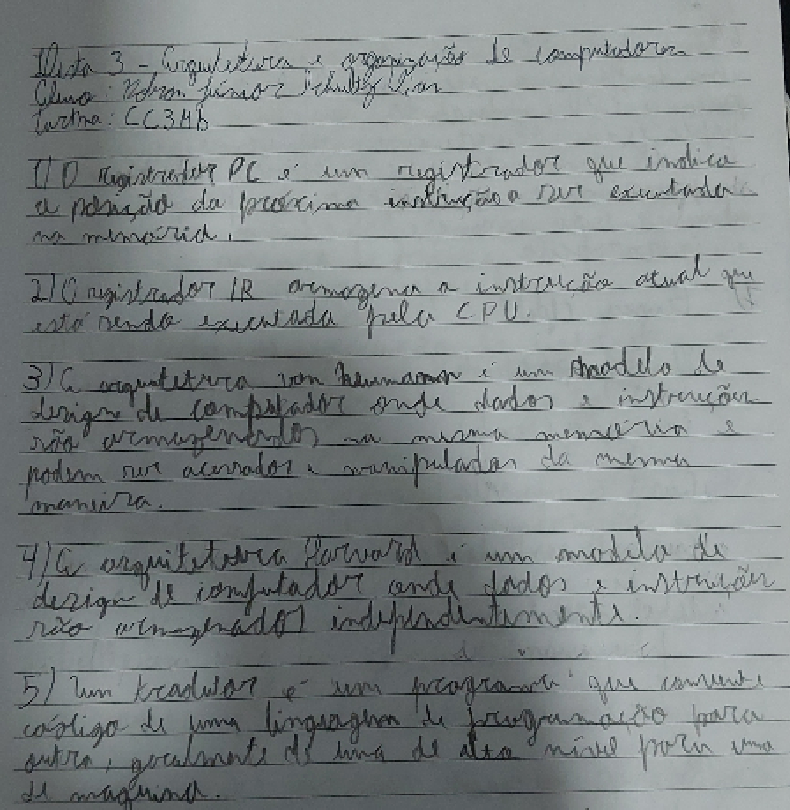 Lista 3 - Arquitetura e organização de computadores
Aluno: Júnior
Turma: CC3AB
1) O registrador PC é um registrador que indica
a posição da próxima instrução a ser executada
na memória.
2) O registrador IR armazena a instrução atual que
está sendo executada pela CPU.
3) A arquitetura von Neumann é um modelo de
design de computador onde dados e instruções
são armazenados na mesma memória e
podem ser acessados e manipulados da mesma
maneira.
4) A arquitetura Harvard é um modelo de
design de computador onde dados e instruções
são armazenados independentemente.
5) Um tradutor é um programa que converte
código de uma linguagem de programação para
outra, geralmente de uma de alto nível para uma
de maquina.